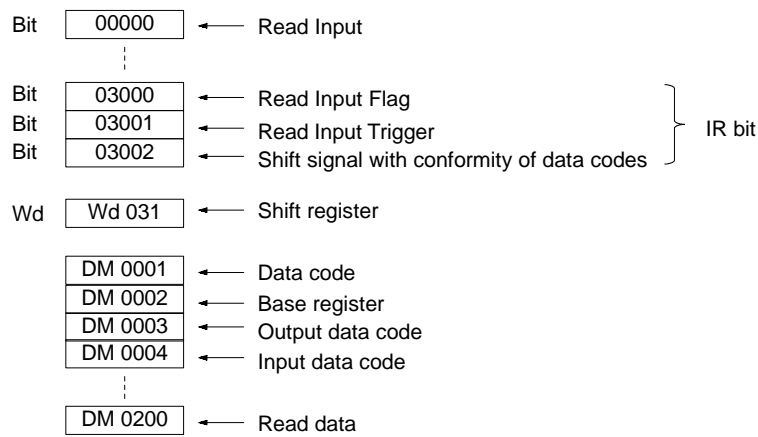 Bit 00000 Read Input
Bit 03000 Read Input Flag
Bit 03001 Read Input Trigger
IR bit
Bit 03002 Shift signal with conformity of data codes
Wd Wd 031 Shift register
DM 0001 Data code
DM 0002 Base register
DM 0003 Output data code
DM 0004 Input data code
DM 0200 Read data